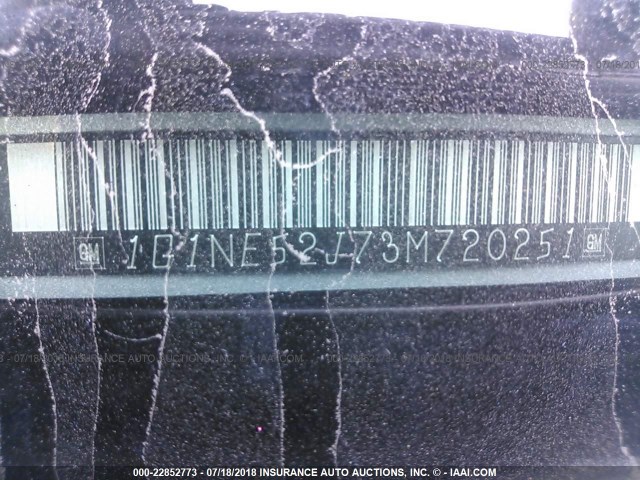 GM 1G1NE52J73M720251 GM
000-22852773 - 07/18/2018 INSURANCE AUTO AUCTIONS, INC. © - IAAI.COM